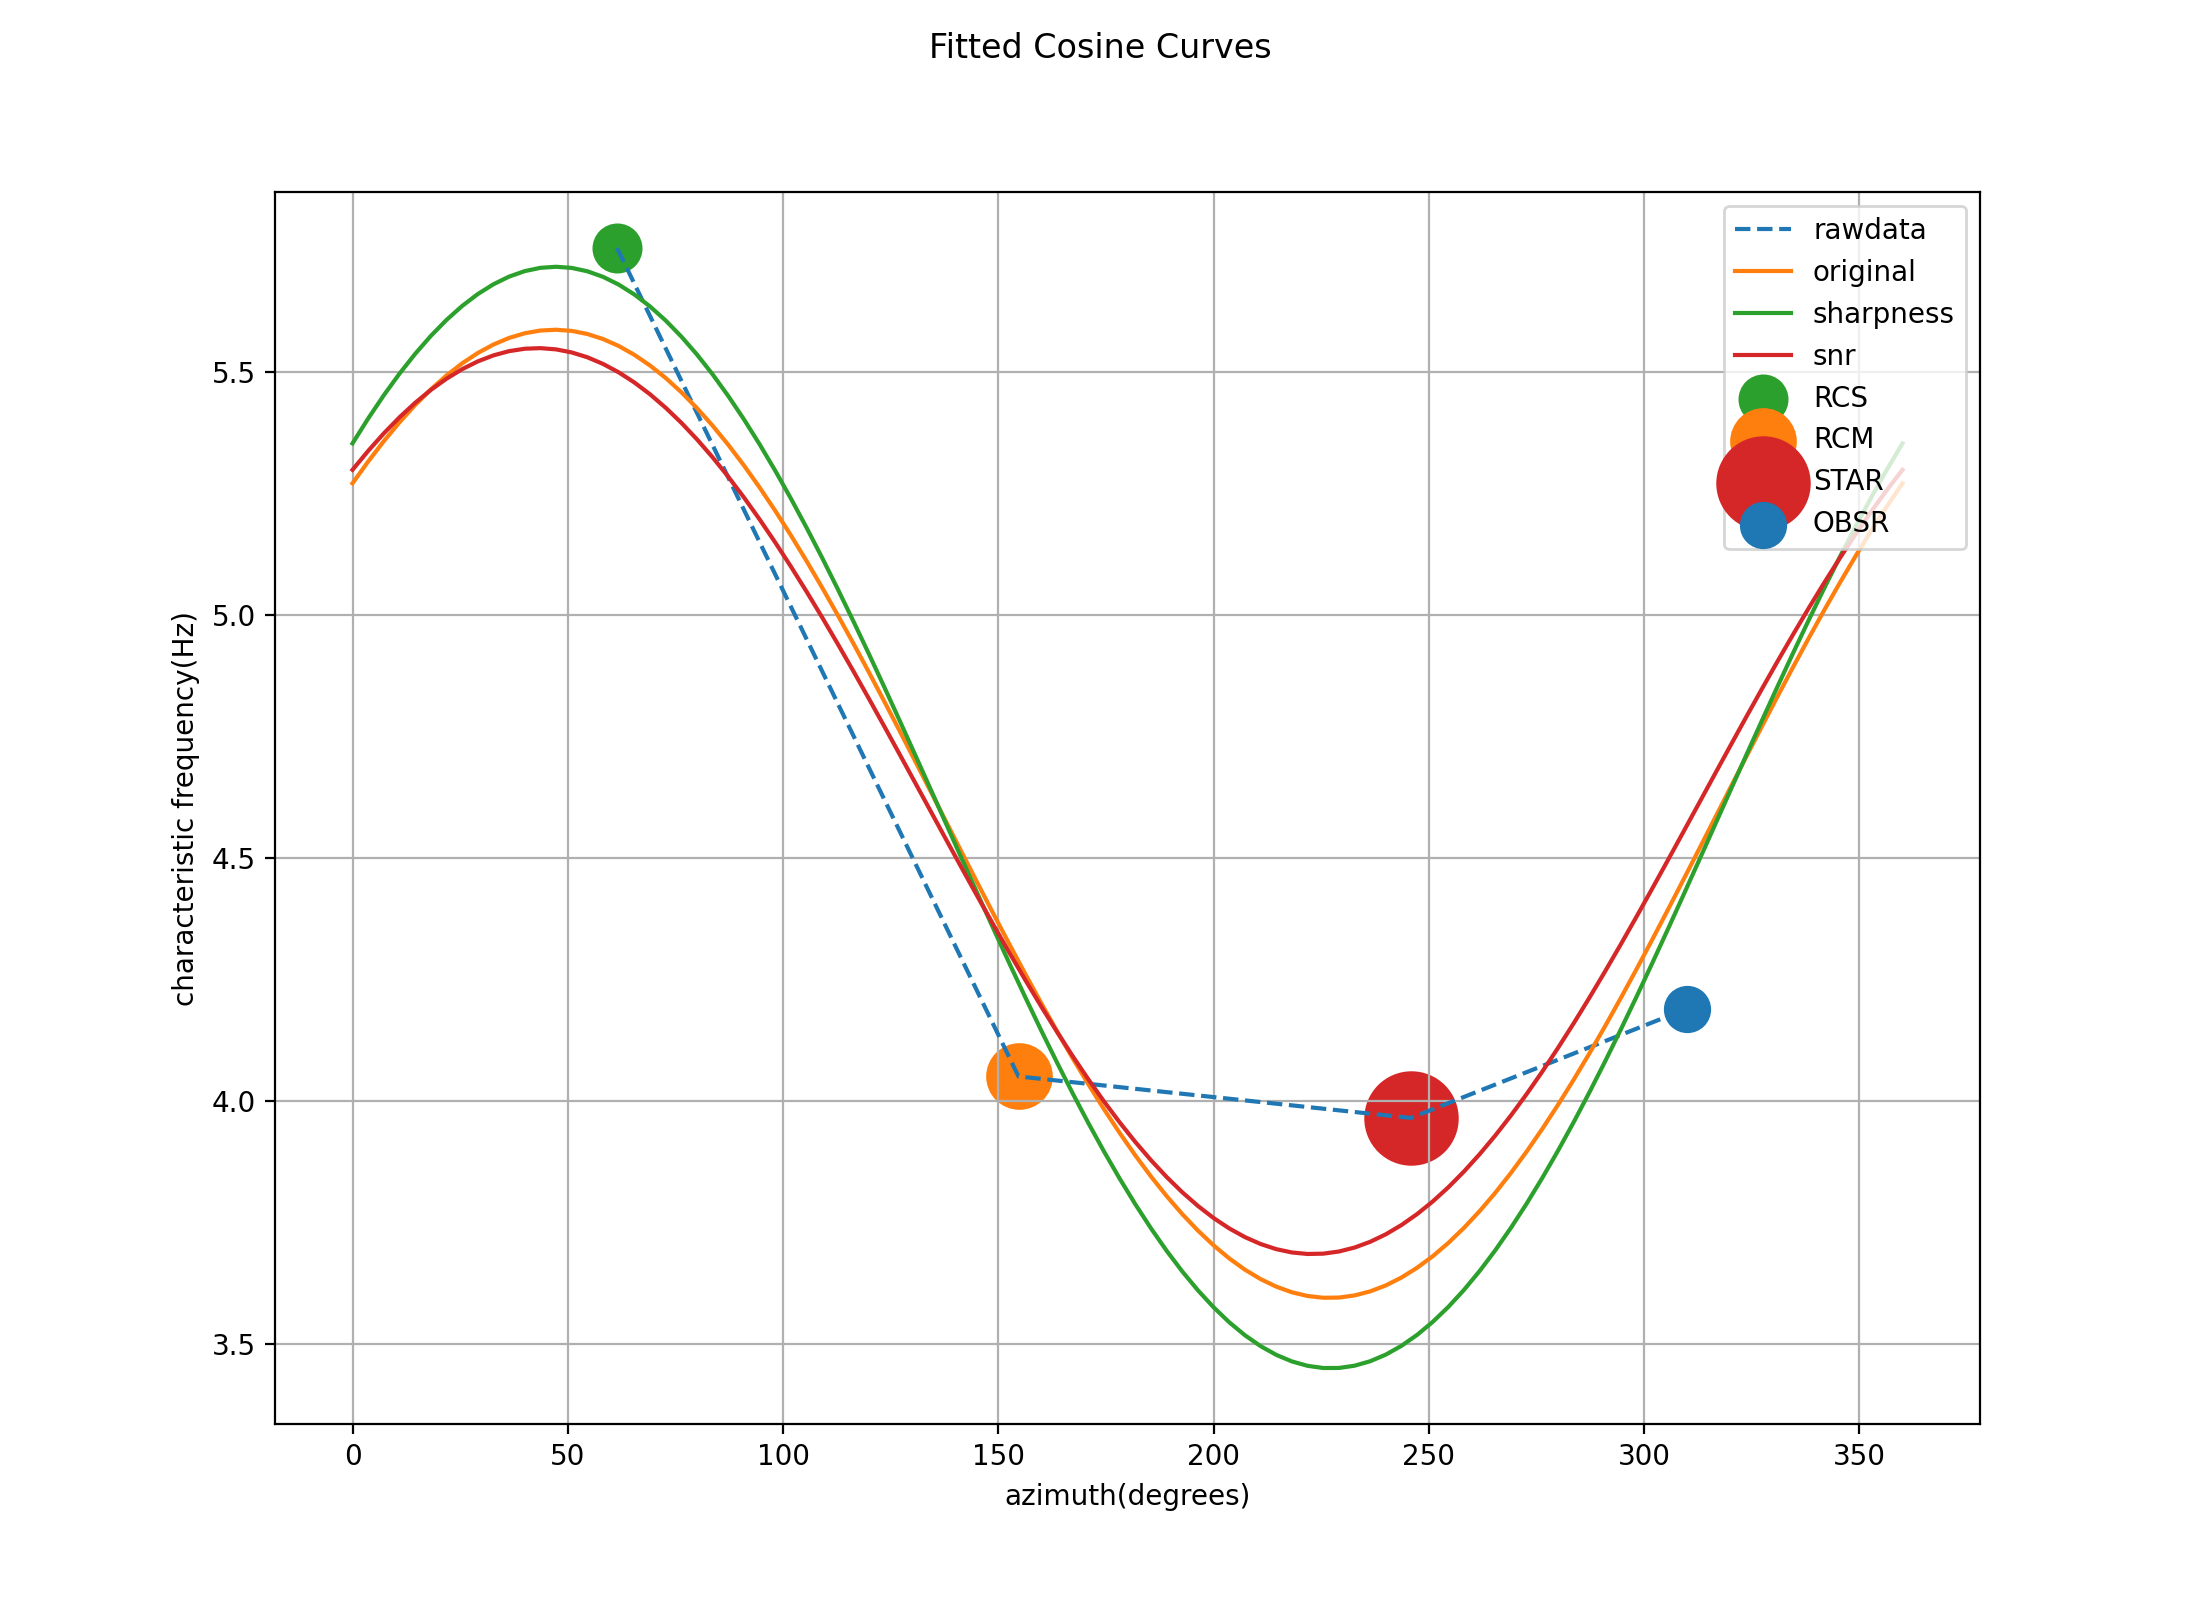 Fitted Cosine Curves
rawdata
original
sharpness
snr
RCS
RCM
STAR
OBSR
characteristic frequency(Hz)
5.5
5.0
4.5
4.0
3.5
0 50 100 150 200 250 300 350
azimuth(degrees)